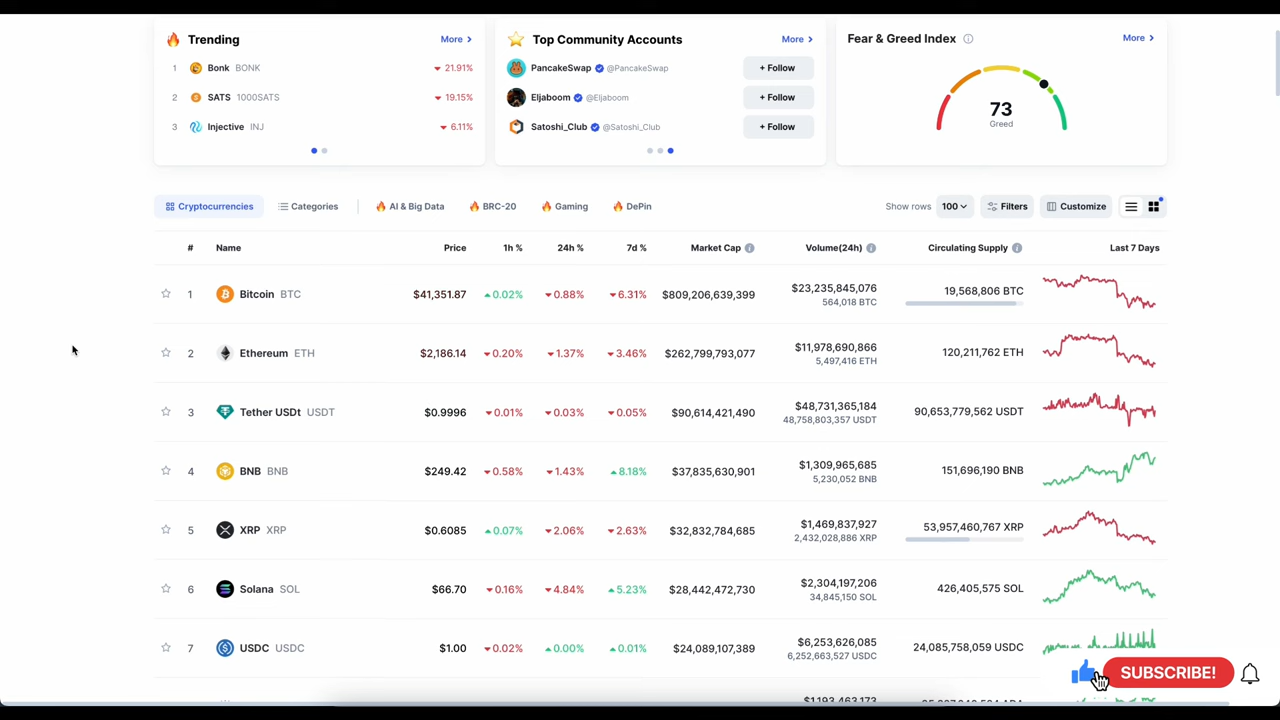 Trending More >
1 Bonk BONK 21.91%
2 SATS 1000SATS 19.15%
3 Injective INJ 6.11%
Top Community Accounts More >
PancakeSwap @PancakeSwap + Follow
Eljaboom @Eljaboom + Follow
Satoshi_Club @Satoshi_Club + Follow
Fear & Greed Index More >
73
Greed
Cryptocurrencies Categories AI & Big Data BRC-20 Gaming DePin Show rows 100 Filters Customize
# Name Price 1h % 24h % 7d % Market Cap Volume(24h) Circulating Supply Last 7 Days
1 Bitcoin BTC $41,351.87 0.02% 0.88% 6.31% $809,206,639,399 $23,235,845,076 19,568,806 BTC
564,018 BTC
2 Ethereum ETH $2,186.14 0.20% 1.37% 3.46% $262,799,793,077 $11,978,690,866 120,211,762 ETH
5,497,416 ETH
3 Tether USDt USDT $0.9996 0.01% 0.03% 0.05% $90,614,421,490 $48,731,365,184 90,653,779,562 USDT
48,758,803,357 USDT
4 BNB BNB $249.42 0.58% 1.43% 8.18% $37,835,630,901 $1,309,965,685 151,696,190 BNB
5,230,052 BNB
5 XRP XRP $0.6085 0.07% 2.06% 2.63% $32,832,784,685 $1,469,837,927 53,957,460,767 XRP
2,432,028,886 XRP
6 Solana SOL $66.70 0.16% 4.84% 5.23% $28,442,472,730 $2,304,197,206 426,405,575 SOL
34,845,150 SOL
7 USDC USDC $1.00 0.02% 0.00% 0.01% $24,089,107,389 $6,253,626,085 24,085,758,059 USDC
6,252,663,527 USDC
SUBSCRIBE!